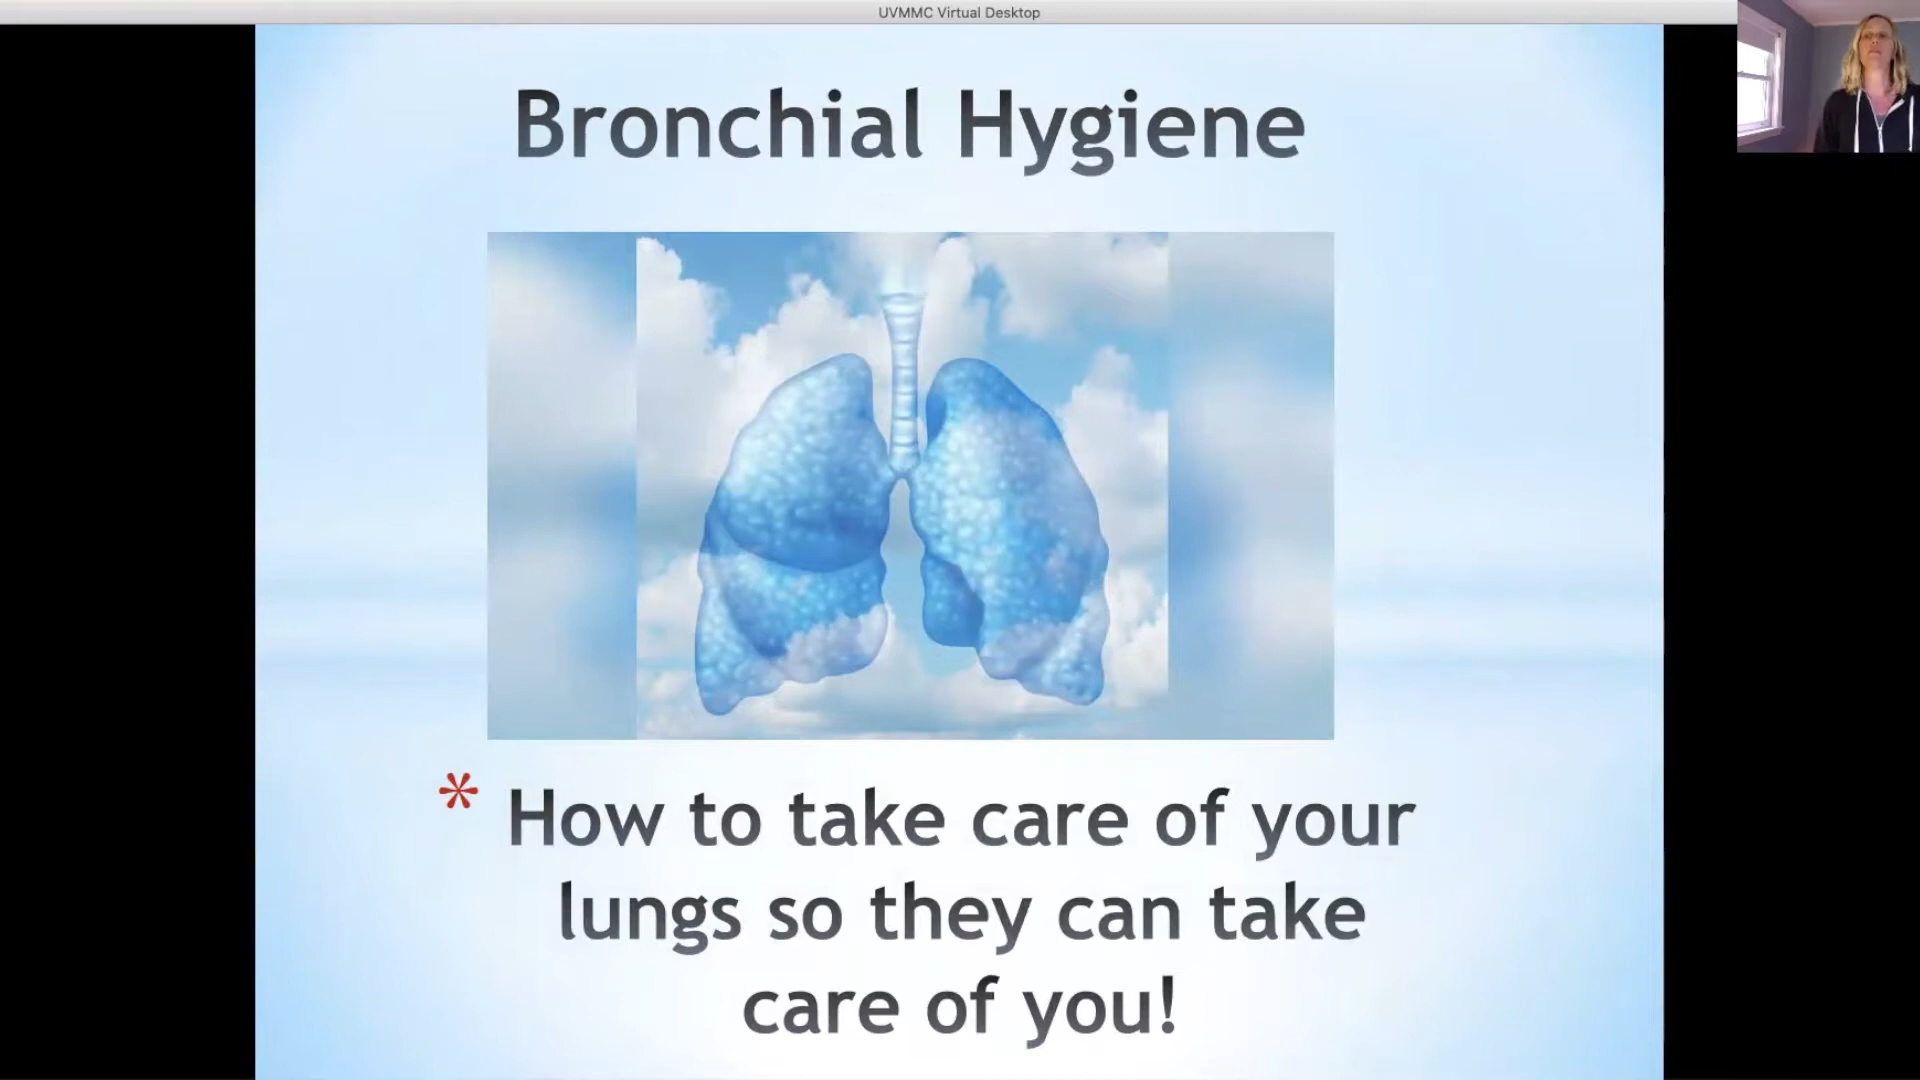 UVMMC Virtual Desktop
Bronchial Hygiene
* How to take care of your
lungs so they can take
care of you!